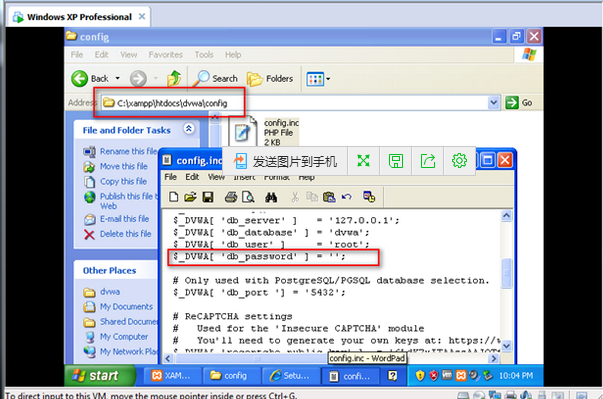 Windows XP Professional
config
File Edit View Favorites Tools Help
Back Search Folders
Address C:\xampp\htdocs\dvwa\config Go
File and Folder Tasks
Rename this file
Move this file
Copy this file
Publish this file to the Web
E-mail this file
Delete this file
Other Places
dvwa
My Documents
Shared Documents
My Computer
My Network Places
config.inc
PHP File
2 KB
发送图片到手机
config.inc
File Edit View Insert Format Help
$_DVWA[ 'db_server' ] = '127.0.0.1';
$_DVWA[ 'db_database' ] = 'dvwa';
$_DVWA[ 'db_user' ] = 'root';
$_DVWA[ 'db_password' ] = '';
# Only used with PostgreSQL/PGSQL database selection.
$_DVWA[ 'db_port '] = '5432';
# ReCAPTCHA settings
# Used for the 'Insecure CAPTCHA' module
# You'll need to generate your own keys at: https://w
config.inc - WordPad
start XAM... config Setu... confi... 10:04 PM
To direct input to this VM, move the mouse pointer inside or press Ctrl+G.